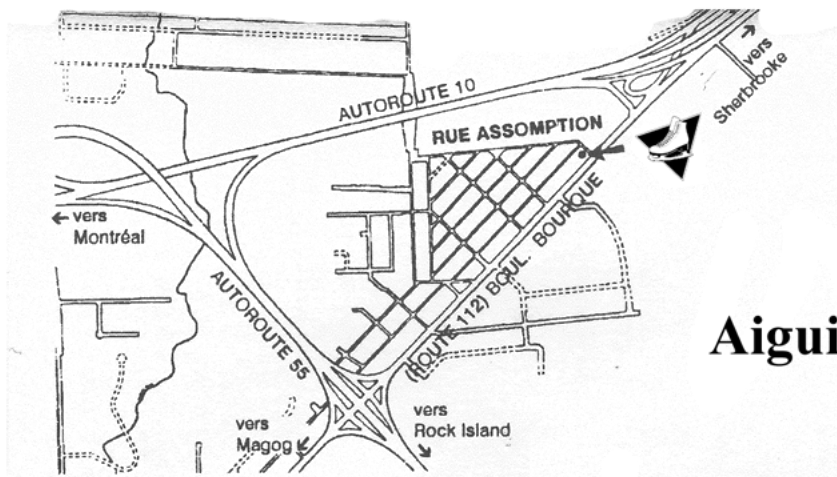 AUTOROUTE 10
vers
Sherbrooke
RUE ASSOMPTION
vers
Montréal
AUTOROUTE 55
(ROUTE 112) BOUL. BOURQUE
Aigui
vers
Magog
vers
Rock Island